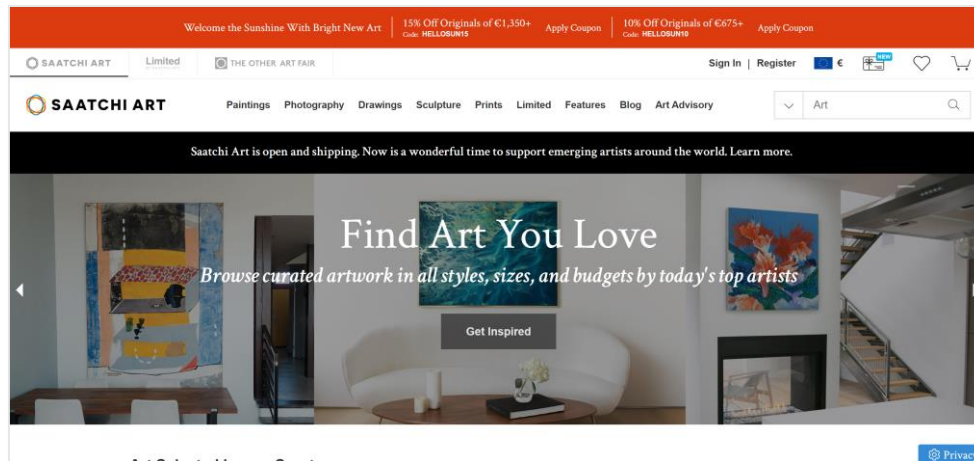 Welcome the Sunshine With Bright New Art
15% Off Originals of €1,350+
Code: HELLOSUN15
Apply Coupon
10% Off Originals of €675+
Code: HELLOSUN10
Apply Coupon
SAATCHI ART
Limited
THE OTHER ART FAIR
Sign In | Register
€
NEW
SAATCHI ART
Paintings Photography Drawings Sculpture Prints Limited Features Blog Art Advisory
Art
Saatchi Art is open and shipping. Now is a wonderful time to support emerging artists around the world. Learn more.
Find Art You Love
Browse curated artwork in all styles, sizes, and budgets by today's top artists
Get Inspired
Privacy